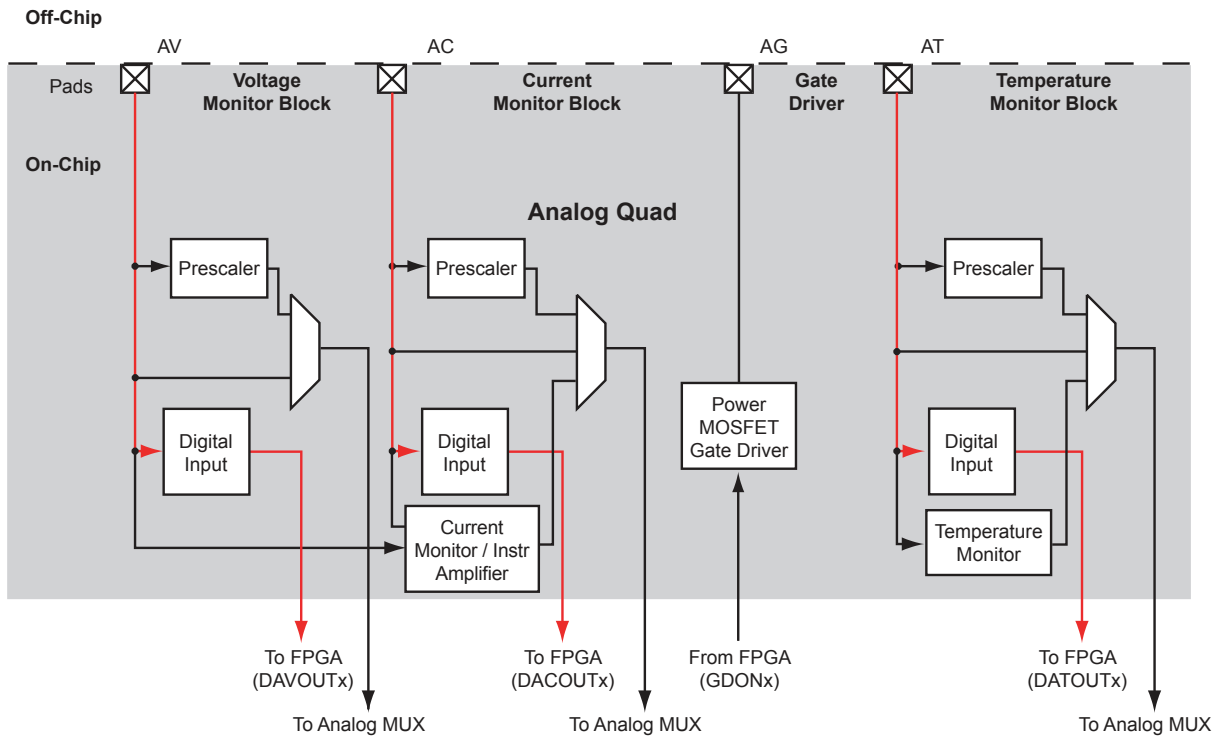 Off-Chip
AV
AC
AG
AT
Pads
Voltage
Monitor Block
Current
Monitor Block
Gate
Driver
Temperature
Monitor Block
On-Chip
Analog Quad
Prescaler
Prescaler
Prescaler
Power
MOSFET
Gate Driver
Digital
Input
Digital
Input
Digital
Input
Current
Monitor / Instr
Amplifier
Temperature
Monitor
To FPGA
(DAVOUTx)
To FPGA
(DACOUTx)
From FPGA
(GDONx)
To FPGA
(DATOUTx)
To Analog MUX
To Analog MUX
To Analog MUX